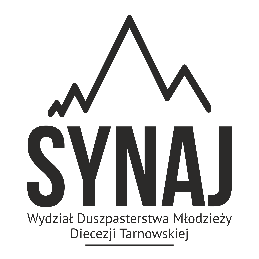 SYNAJ
Wydział Duszpasterstwa Młodzieży
Diecezji Tarnowskiej